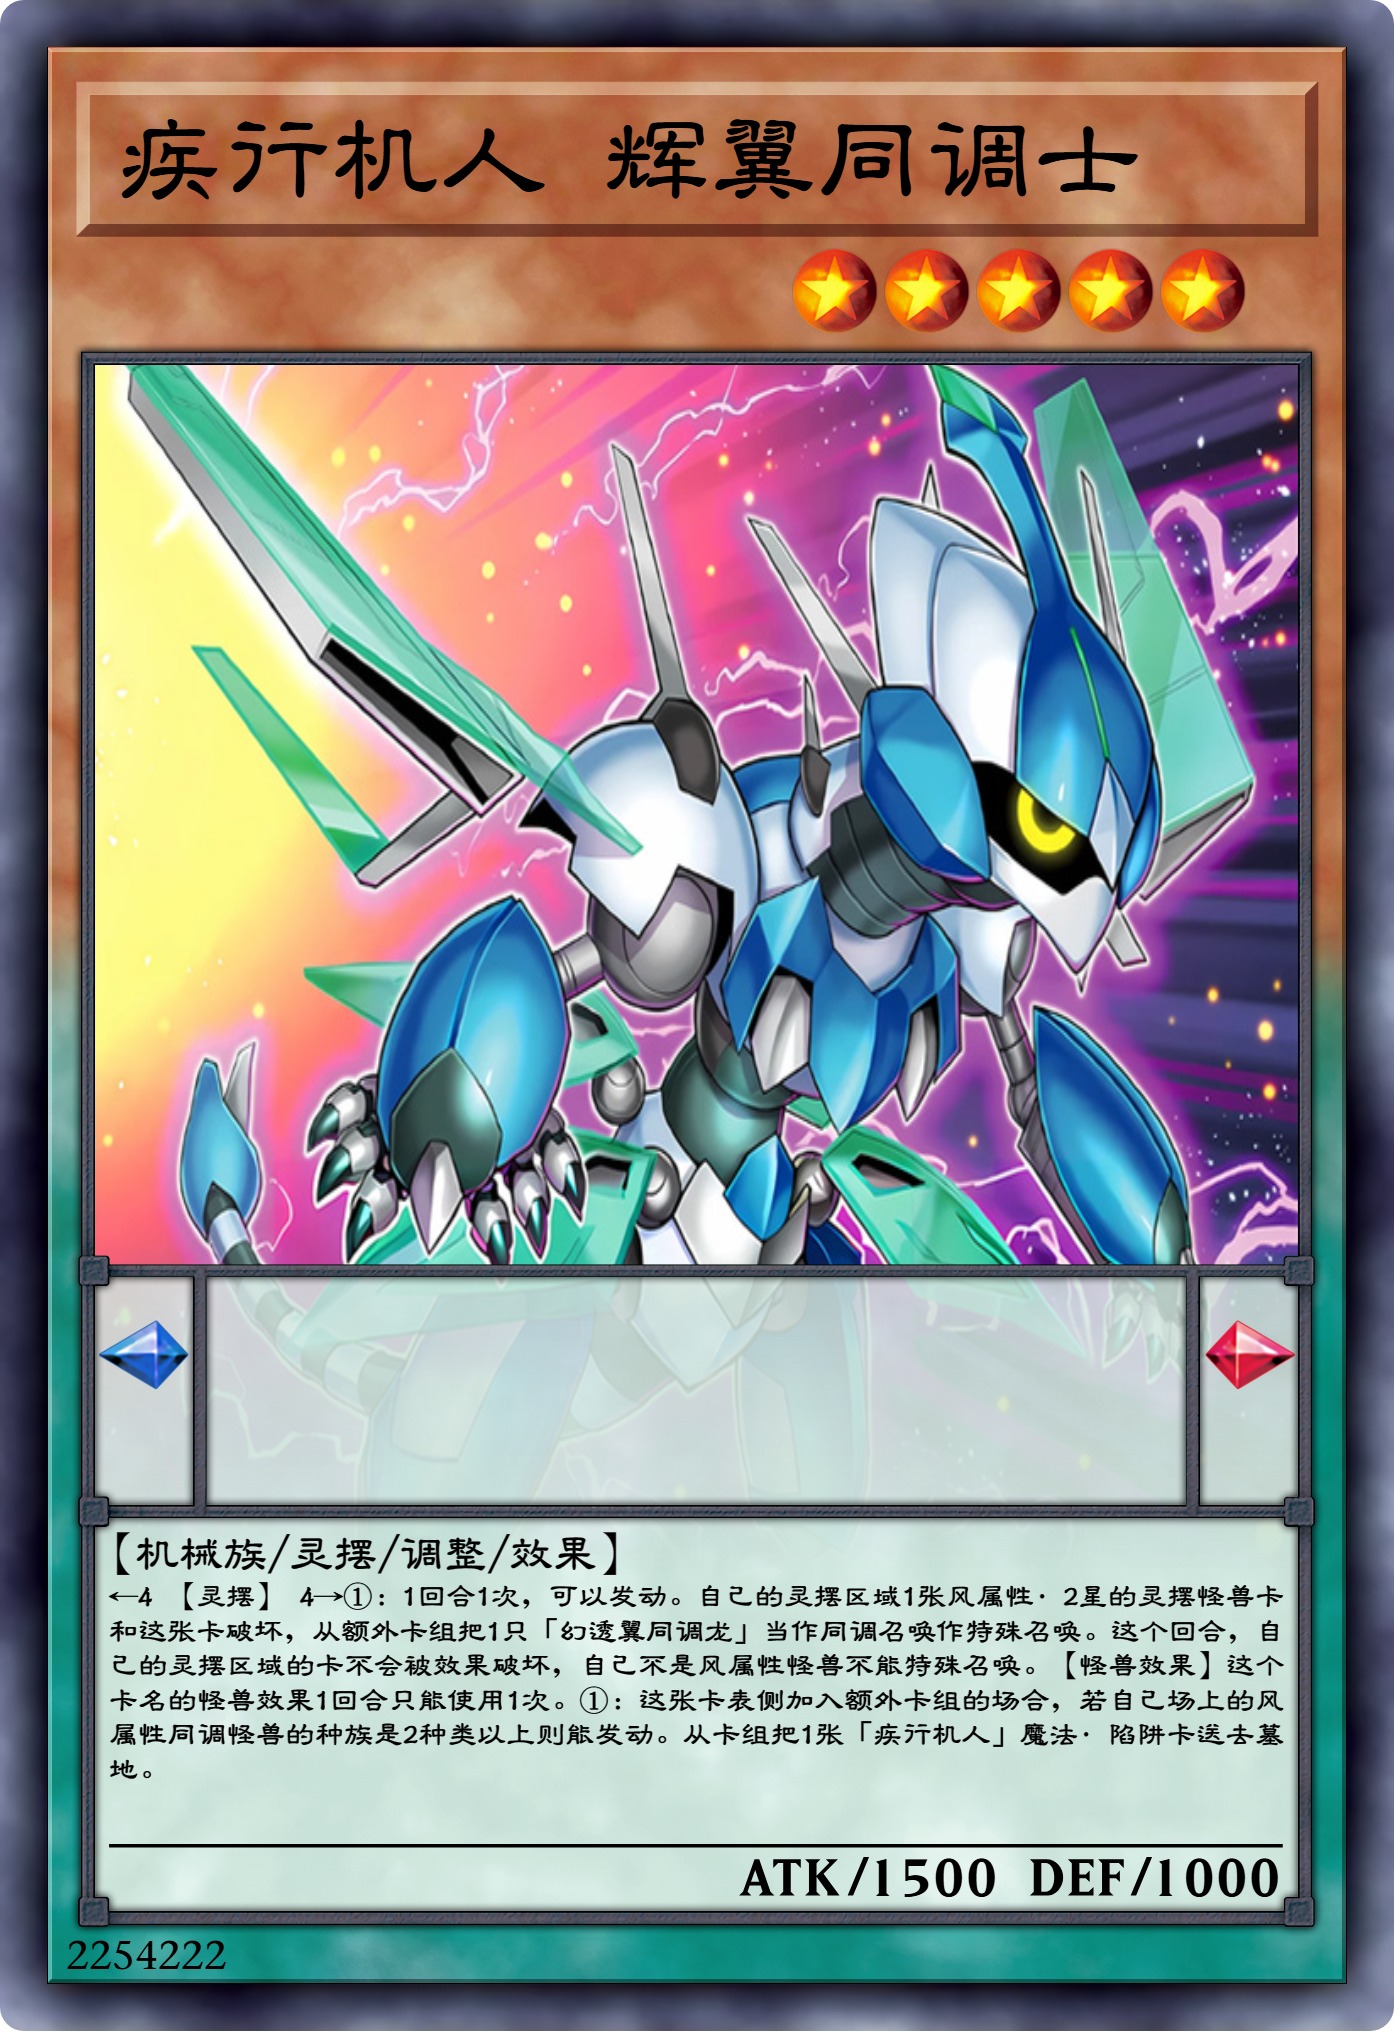 疾行机人 辉翼同调士
【机械族/灵摆/调整/效果】
←4 【灵摆】 4→①：1回合1次，可以发动。自己的灵摆区域1张风属性·2星的灵摆怪兽卡
和这张卡破坏，从额外卡组把1只「幻透翼同调龙」当作同调召唤作特殊召唤。这个回合，自
己的灵摆区域的卡不会被效果破坏，自己不是风属性怪兽不能特殊召唤。【怪兽效果】这个
卡名的怪兽效果1回合只能使用1次。①：这张卡表侧加入额外卡组的场合，若自己场上的风
属性同调怪兽的种族是2种类以上则能发动。从卡组把1张「疾行机人」魔法·陷阱卡送去墓
地。
ATK/1500 DEF/1000
2254222